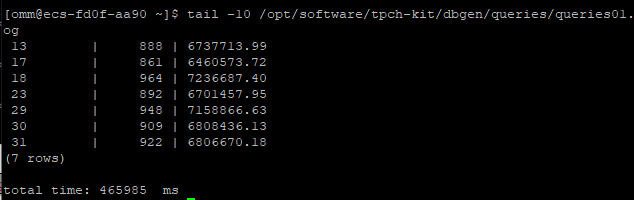 [omm@ecs-fd0f-aa90 ~]$ tail -10 /opt/software/tpch-kit/dbgen/queries/queries01.
og
13 | 888 | 6737713.99
17 | 861 | 6460573.72
18 | 964 | 7236687.40
23 | 892 | 6701457.95
29 | 948 | 7158866.63
30 | 909 | 6808436.13
31 | 922 | 6806670.18
(7 rows)
total time: 465985 ms